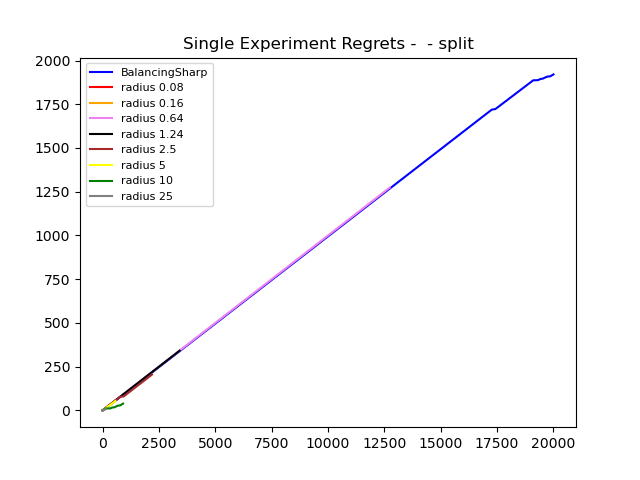 Single Experiment Regrets -  - split
2000
1750
1500
1250
1000
750
500
250
0
BalancingSharp
radius 0.08
radius 0.16
radius 0.64
radius 1.24
radius 2.5
radius 5
radius 10
radius 25
0 2500 5000 7500 10000 12500 15000 17500 20000